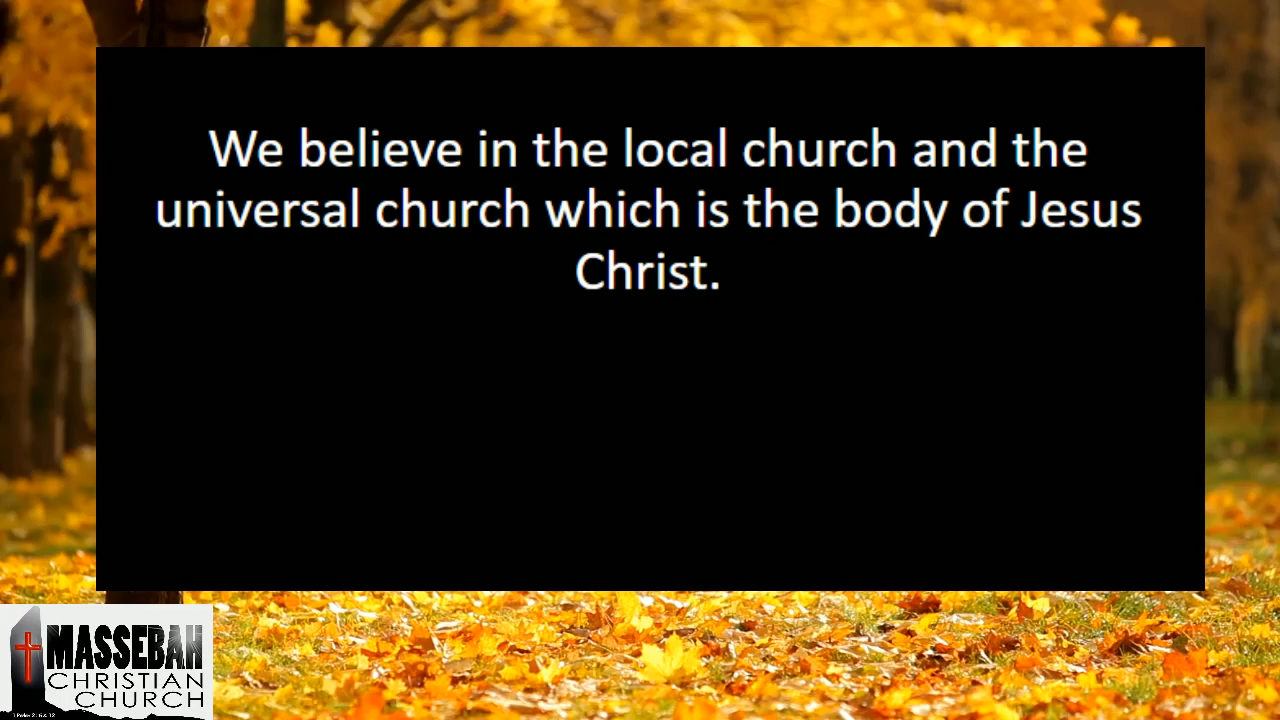 We believe in the local church and the
universal church which is the body of Jesus
Christ.
MASSEBAH
CHRISTIAN
CHURCH